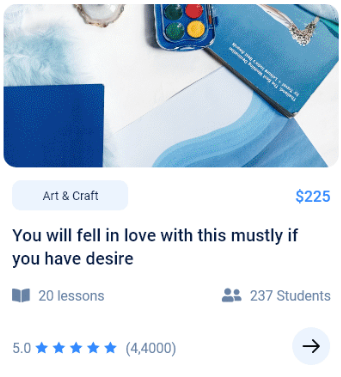 Art & Craft
$225
You will fell in love with this mustly if
you have desire
20 lessons
237 Students
5.0
(4,4000)